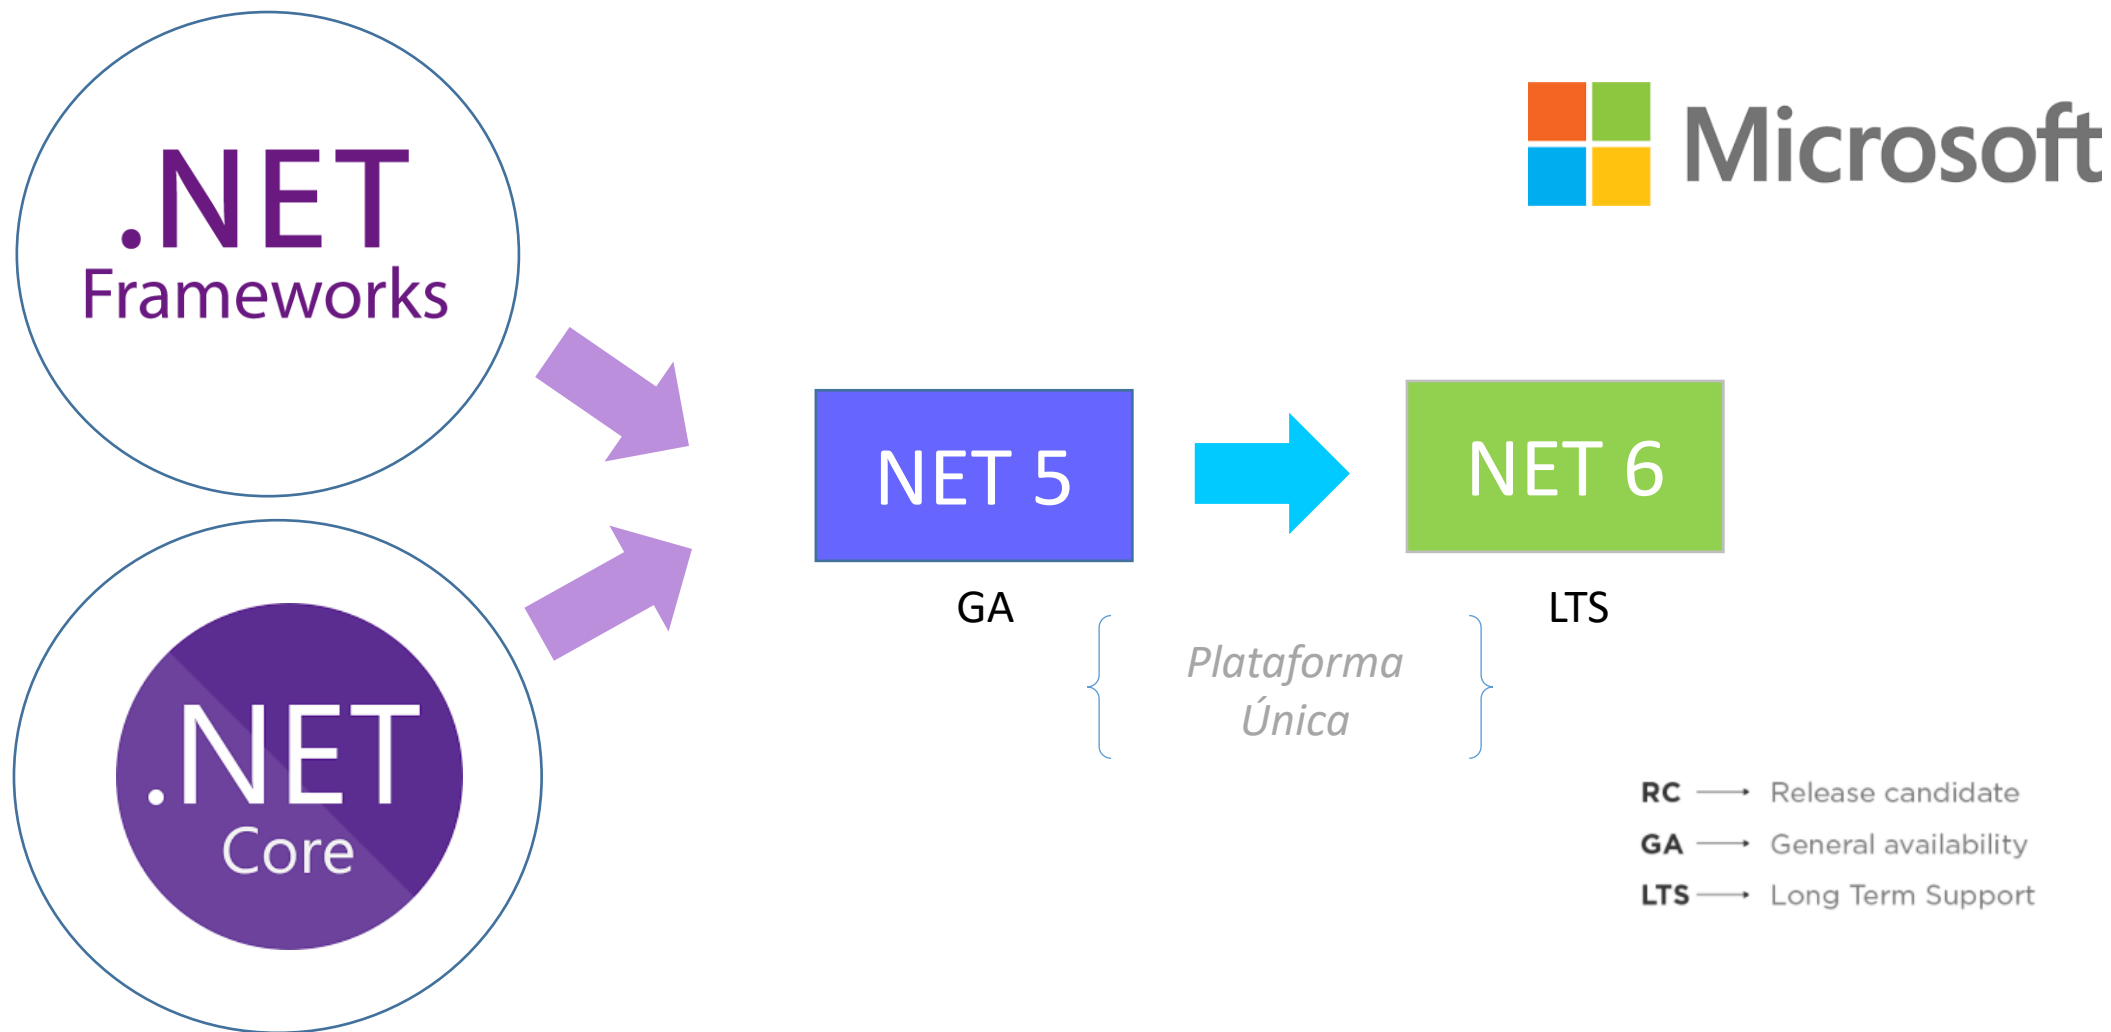 .NET
Frameworks
Microsoft
NET 5
NET 6
GA
LTS
Plataforma
Única
.NET
Core
RC → Release candidate
GA → General availability
LTS → Long Term Support